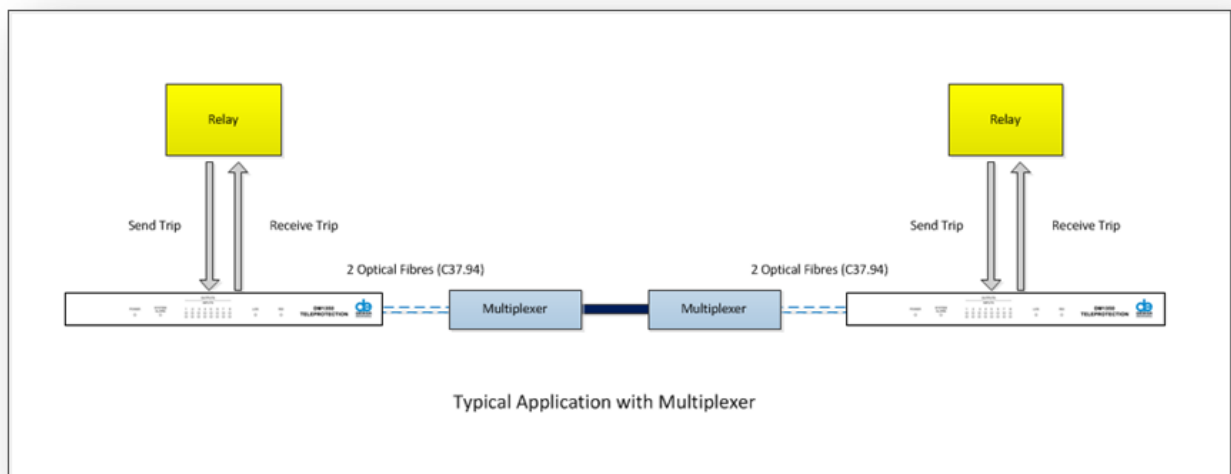 Relay
Relay
Send Trip
Receive Trip
Send Trip
Receive Trip
2 Optical Fibres (C37.94)
2 Optical Fibres (C37.94)
TELEPROTECTION
Multiplexer
Multiplexer
TELEPROTECTION
Typical Application with Multiplexer